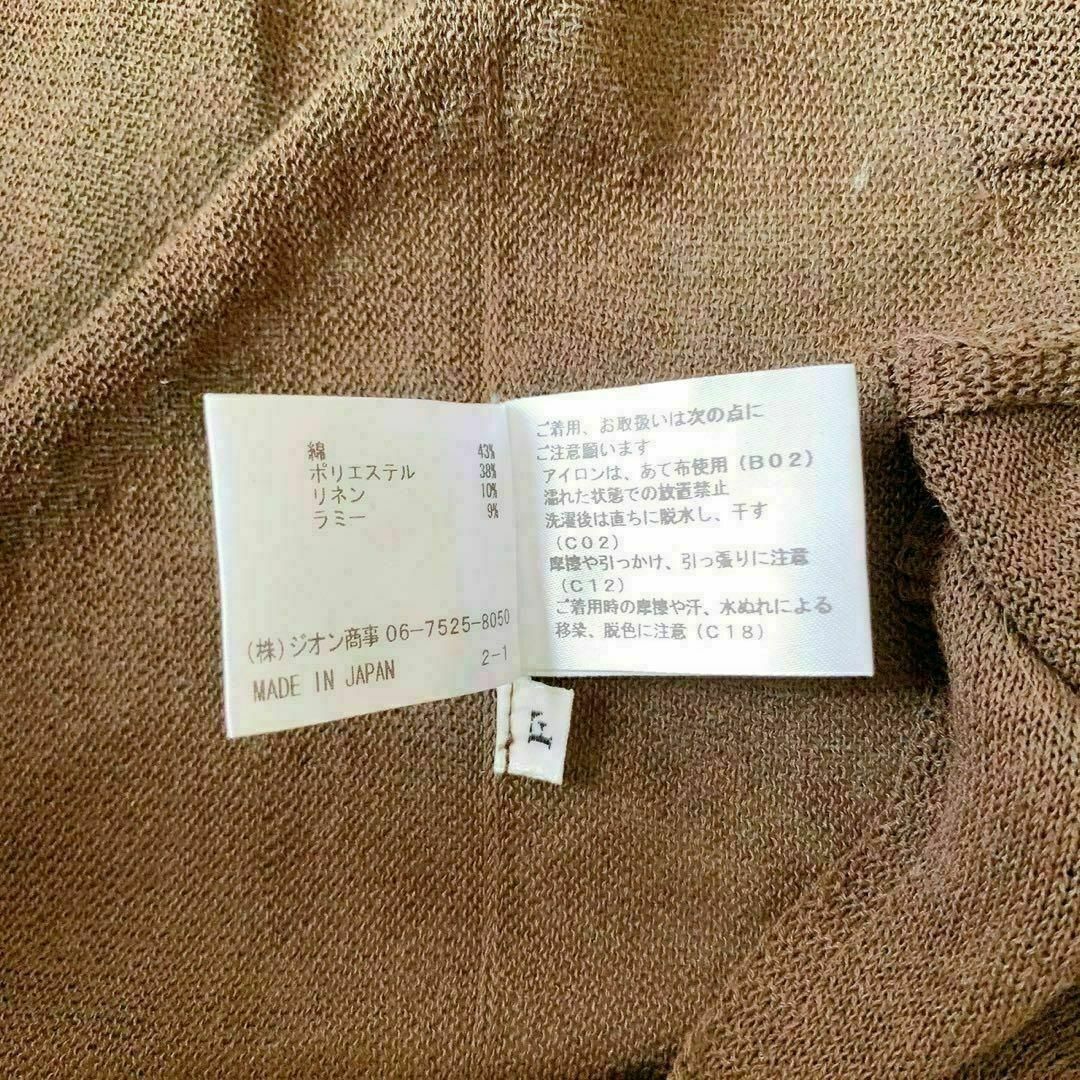 綿 43%
ポリエステル 38%
リネン 10%
ラミー 9%
(株)ジオン商事 06-7525-8050
2-1
MADE IN JAPAN
ご着用、お取扱いは次の点に
ご注意願います
アイロンは、あて布使用(B02)
濡れた状態での放置禁止
洗濯後は直ちに脱水し、干す
(C02)
摩擦や引っかけ、引っ張りに注意
(C12)
ご着用時の摩擦や汗、水ぬれによる
移染、脱色に注意(C18)
F